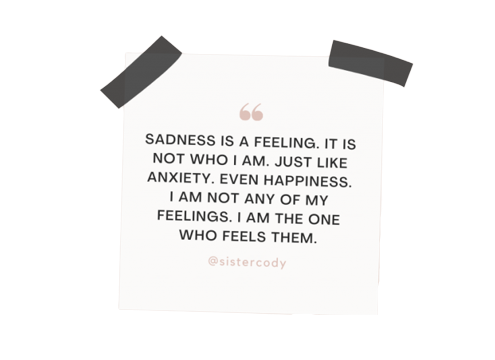 SADNESS IS A FEELING. IT IS
NOT WHO I AM. JUST LIKE
ANXIETY. EVEN HAPPINESS.
I AM NOT ANY OF MY
FEELINGS. I AM THE ONE
WHO FEELS THEM.
@sistercody